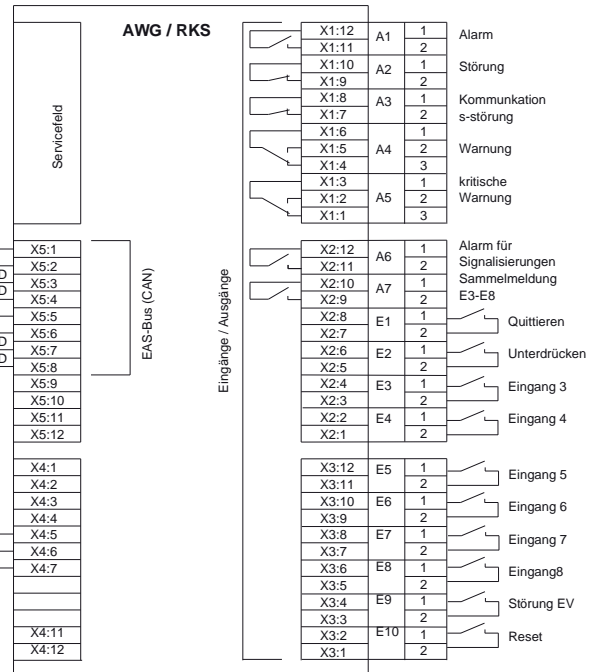 AWG / RKS
Servicefeld
X5:1
X5:2
X5:3
X5:4
X5:5
X5:6
X5:7
X5:8
X5:9
X5:10
X5:11
X5:12
EAS-Bus (CAN)
D
D
D
D
X4:1
X4:2
X4:3
X4:4
X4:5
X4:6
X4:7
X4:11
X4:12
Eingänge / Ausgänge
X1:12 A1 1 Alarm
X1:11 2
X1:10 A2 1 Störung
X1:9 2
X1:8 A3 1 Kommunkation
X1:7 2 s-störung
X1:6 1
X1:5 A4 2 Warnung
X1:4 3
X1:3 1 kritische
X1:2 A5 2 Warnung
X1:1 3
X2:12 A6 1 Alarm für
X2:11 2 Signalisierungen
X2:10 A7 1 Sammelmeldung
X2:9 2 E3-E8
X2:8 E1 1 Quittieren
X2:7 2
X2:6 E2 1 Unterdrücken
X2:5 2
X2:4 E3 1 Eingang 3
X2:3 2
X2:2 E4 1 Eingang 4
X2:1 2
X3:12 E5 1 Eingang 5
X3:11 2
X3:10 E6 1 Eingang 6
X3:9 2
X3:8 E7 1 Eingang 7
X3:7 2
X3:6 E8 1 Eingang8
X3:5 2
X3:4 E9 1 Störung EV
X3:3 2
X3:2 E10 1 Reset
X3:1 2